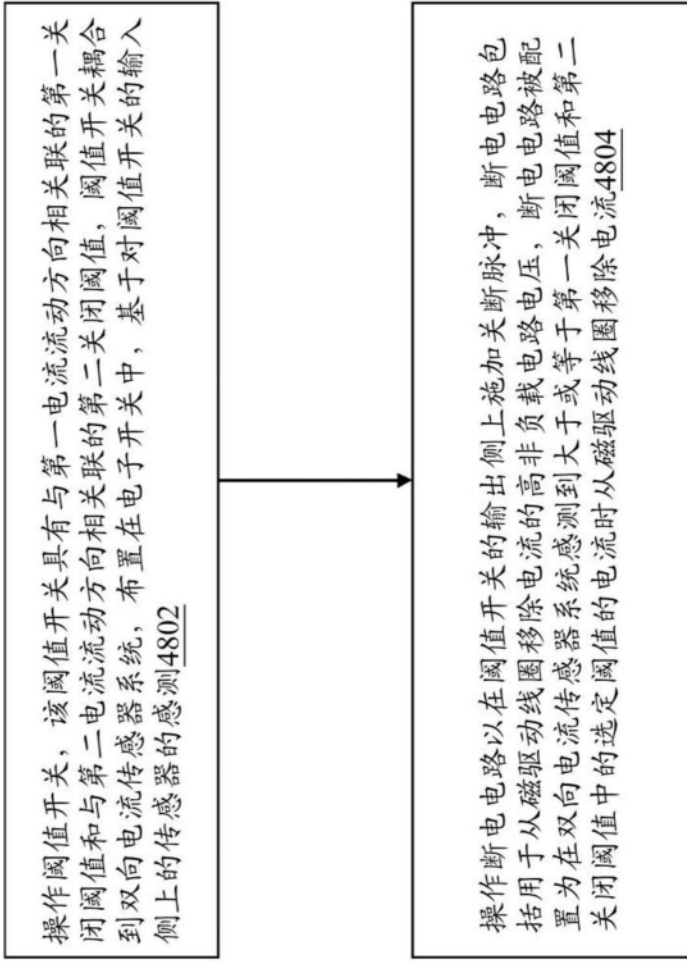 操作阈值开关，该阈值开关具有与第一电流流动方向相关联的第一关
闭阈值和与第二电流流动方向相关联的第二关闭阈值，阈值开关耦合
到双向电流传感器系统，布置在电子开关中，基于对阈值开关的输入
侧上的传感器的感测4802
操作断电电路以在阈值开关的输出侧上施加关断脉冲，断电电路包
括用于从磁驱动线圈移除电流的高非负载电路电压，断电电路被配
置为在双向电流传感器系统感测到大于或等于第一关闭阈值和第二
关闭阈值中的选定阈值的电流时从磁驱动线圈移除电流4804